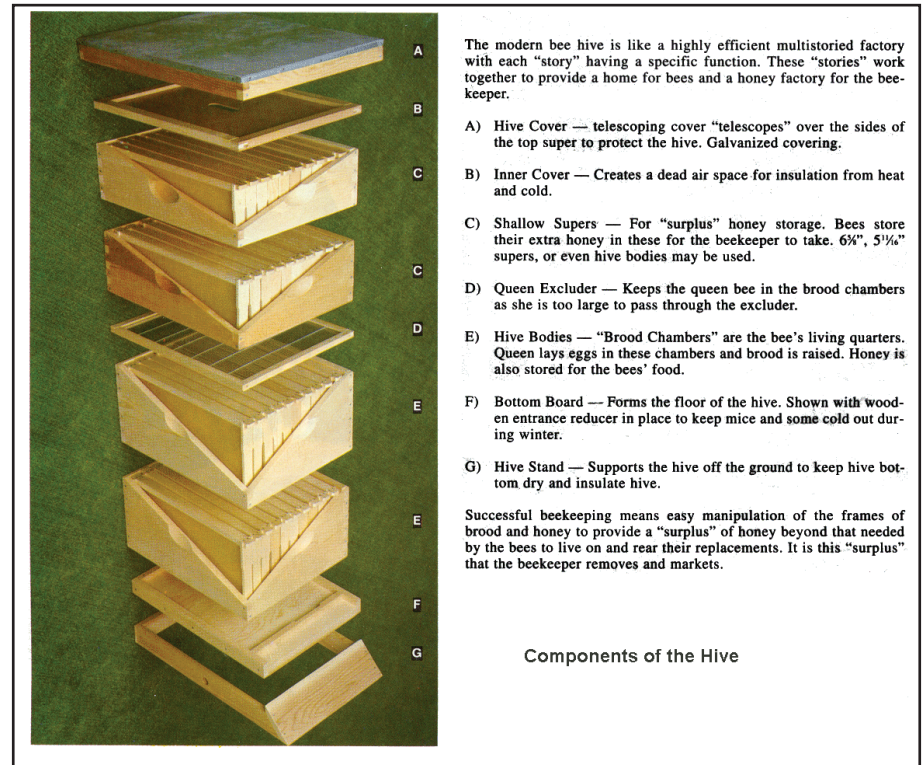 A
B
C
C
D
E
E
F
G
The modern bee hive is like a highly efficient multistoried factory
with each “story” having a specific function. These “stories” work
together to provide a home for bees and a honey factory for the bee-
keeper.
A) Hive Cover — telescoping cover “telescopes” over the sides of
the top super to protect the hive. Galvanized covering.
B) Inner Cover — Creates a dead air space for insulation from heat
and cold.
C) Shallow Supers — For “surplus” honey storage. Bees store
their extra honey in these for the beekeeper to take. 6⅝”, 5¹¹⁄₁₆”
supers, or even hive bodies may be used.
D) Queen Excluder — Keeps the queen bee in the brood chambers
as she is too large to pass through the excluder.
E) Hive Bodies — “Brood Chambers” are the bee's living quarters.
Queen lays eggs in these chambers and brood is raised. Honey is
also stored for the bees' food.
F) Bottom Board — Forms the floor of the hive. Shown with wood-
en entrance reducer in place to keep mice and some cold out dur-
ing winter.
G) Hive Stand — Supports the hive off the ground to keep hive bot-
tom dry and insulate hive.
Successful beekeeping means easy manipulation of the frames of
brood and honey to provide a “surplus” of honey beyond that needed
by the bees to live on and rear their replacements. It is this “surplus”
that the beekeeper removes and markets.
Components of the Hive